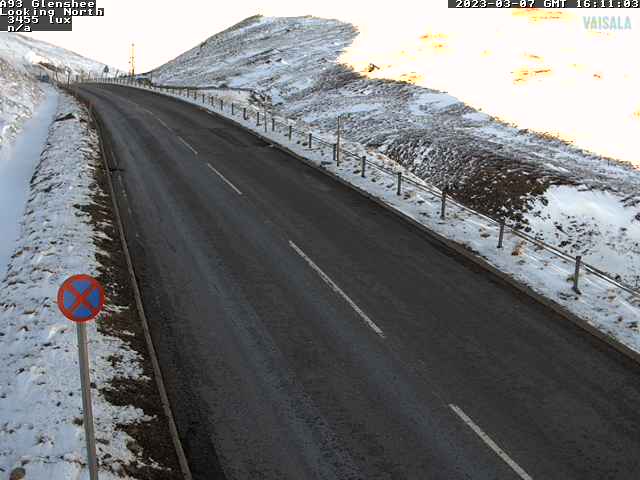 A93 Glenshee
Looking North
3455 lux
n/a
2023-03-07 GMT 16:11:03
VAISALA